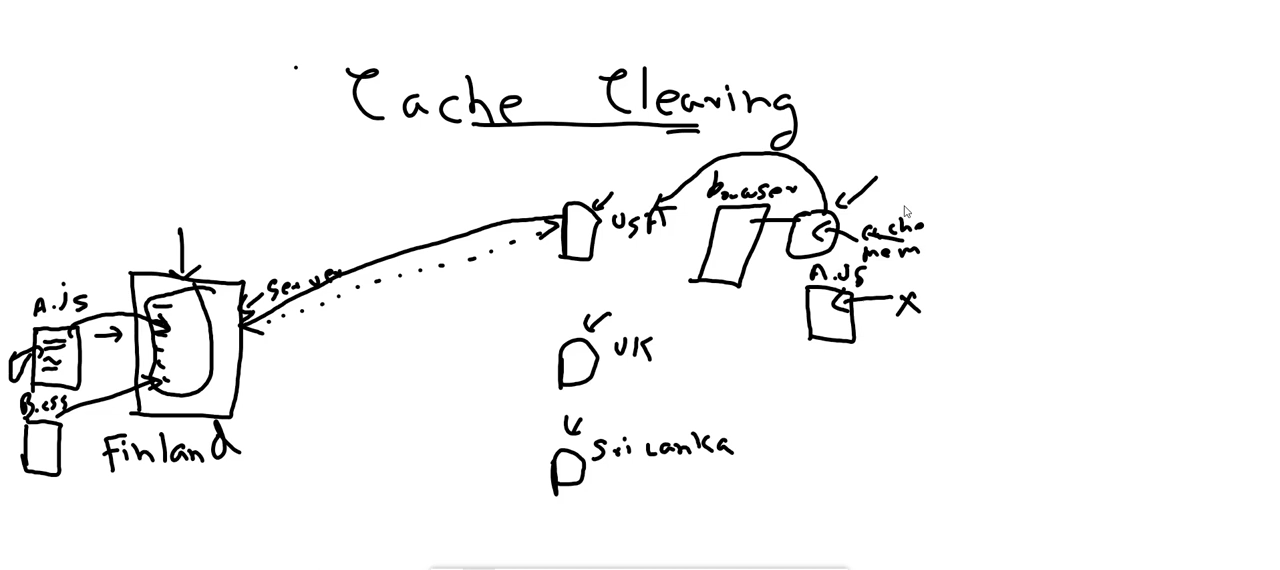 Cache Clearing
browser
USA
cache
mem
A.js
server
A.js
UK
B.css
Finland
Sri Lanka
X